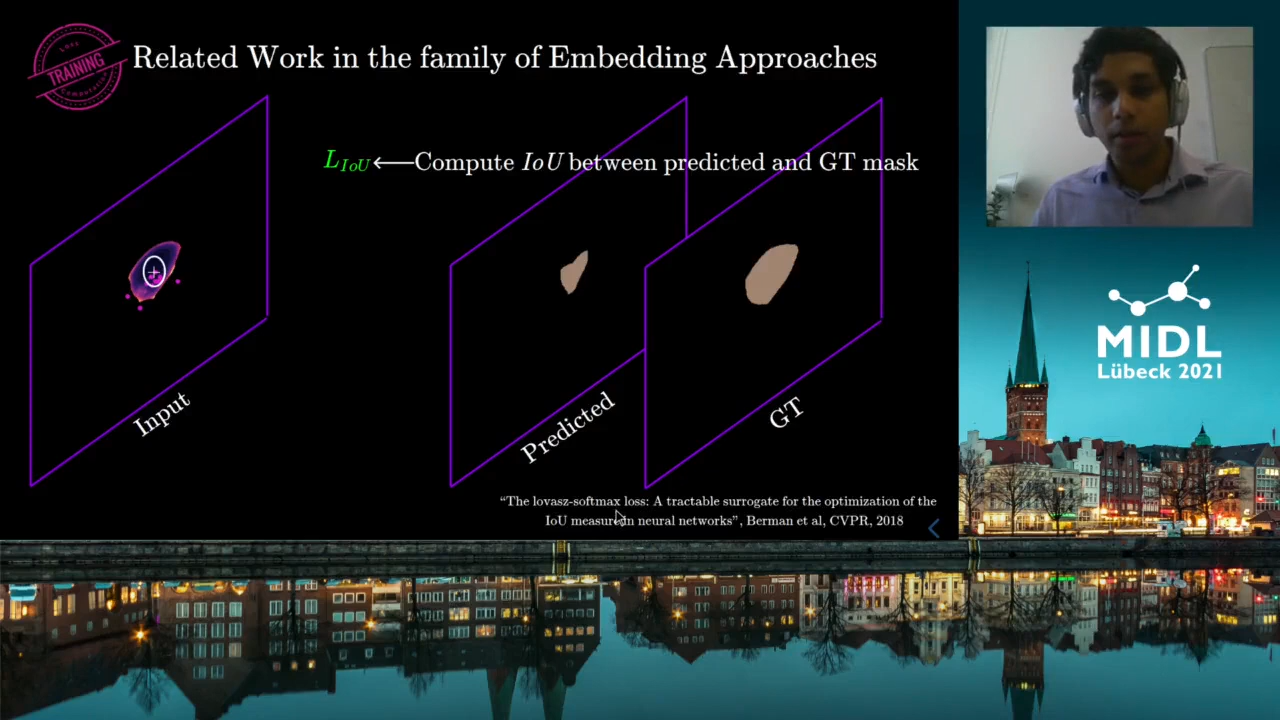 Loss
TRAINING
Computation
Related Work in the family of Embedding Approaches
L_IoU ⟵ Compute IoU between predicted and GT mask
Input
Predicted
GT
“The lovasz-softmax loss: A tractable surrogate for the optimization of the
IoU measure in neural networks”, Berman et al, CVPR, 2018
MIDL
Lübeck 2021